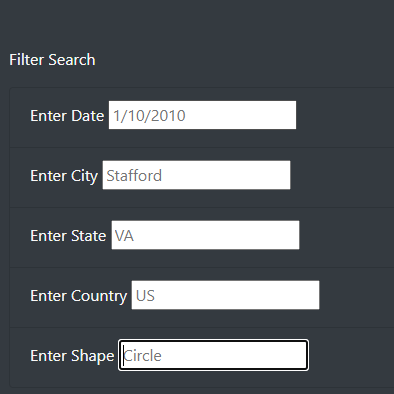 Filter Search
Enter Date 1/10/2010
Enter City Stafford
Enter State VA
Enter Country US
Enter Shape Circle